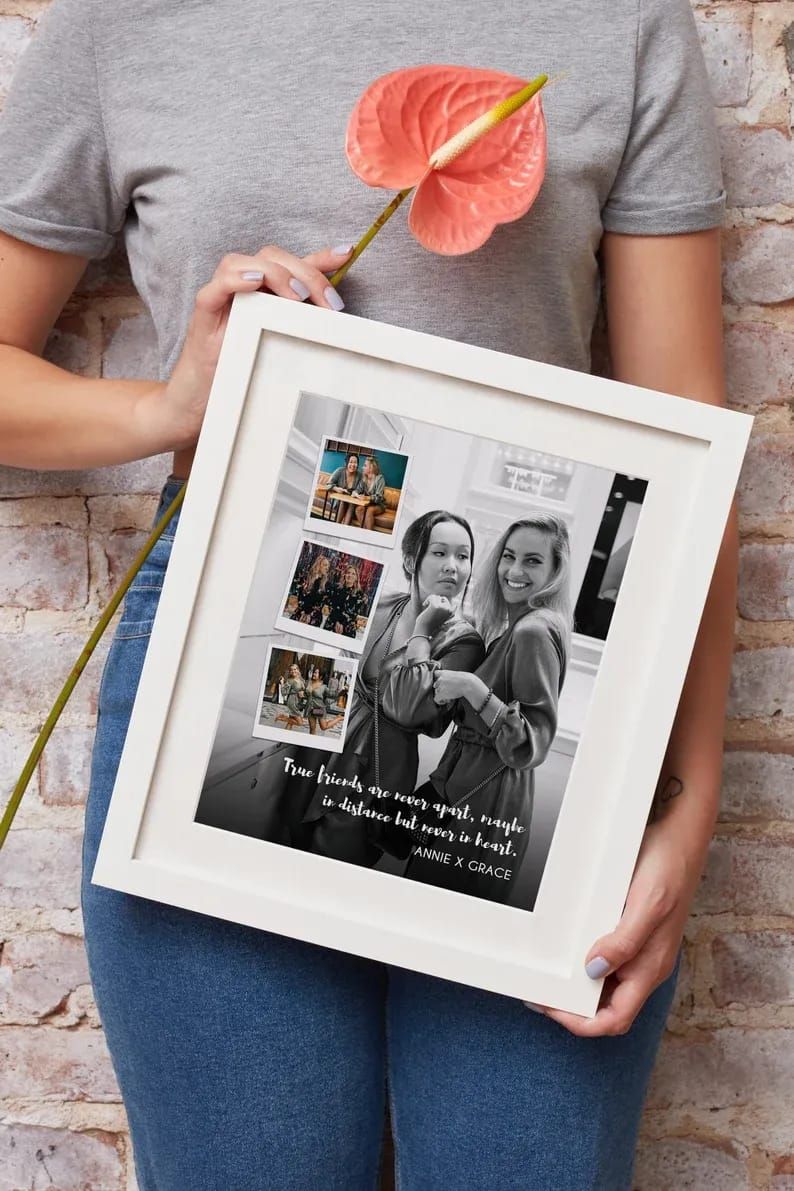 True friends are never apart, maybe
in distance but never in heart.
ANNIE X GRACE